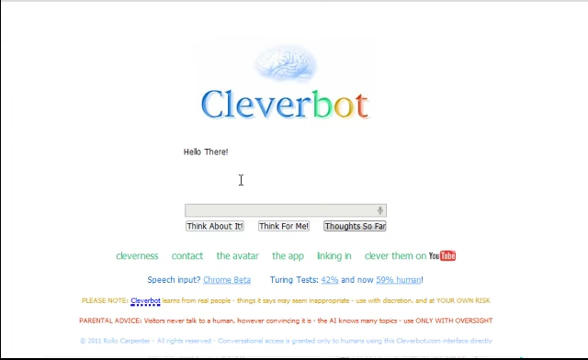 Cleverbot
Hello There!
Think About It! Think For Me! Thoughts So Far
cleverness contact the avatar the app linking in clever them on YouTube
Speech input? Chrome Beta Turing Tests: 42% and now 59% human!
PLEASE NOTE: Cleverbot learns from real people - things it says may seem inappropriate - use with discretion, and at YOUR OWN RISK
PARENTAL ADVICE: Visitors never talk to a human, however convincing it is - the AI knows many topics - use ONLY WITH OVERSIGHT
© 2011 Rollo Carpenter - All rights reserved - Conversational access is granted only to humans using this Cleverbot.com interface directly